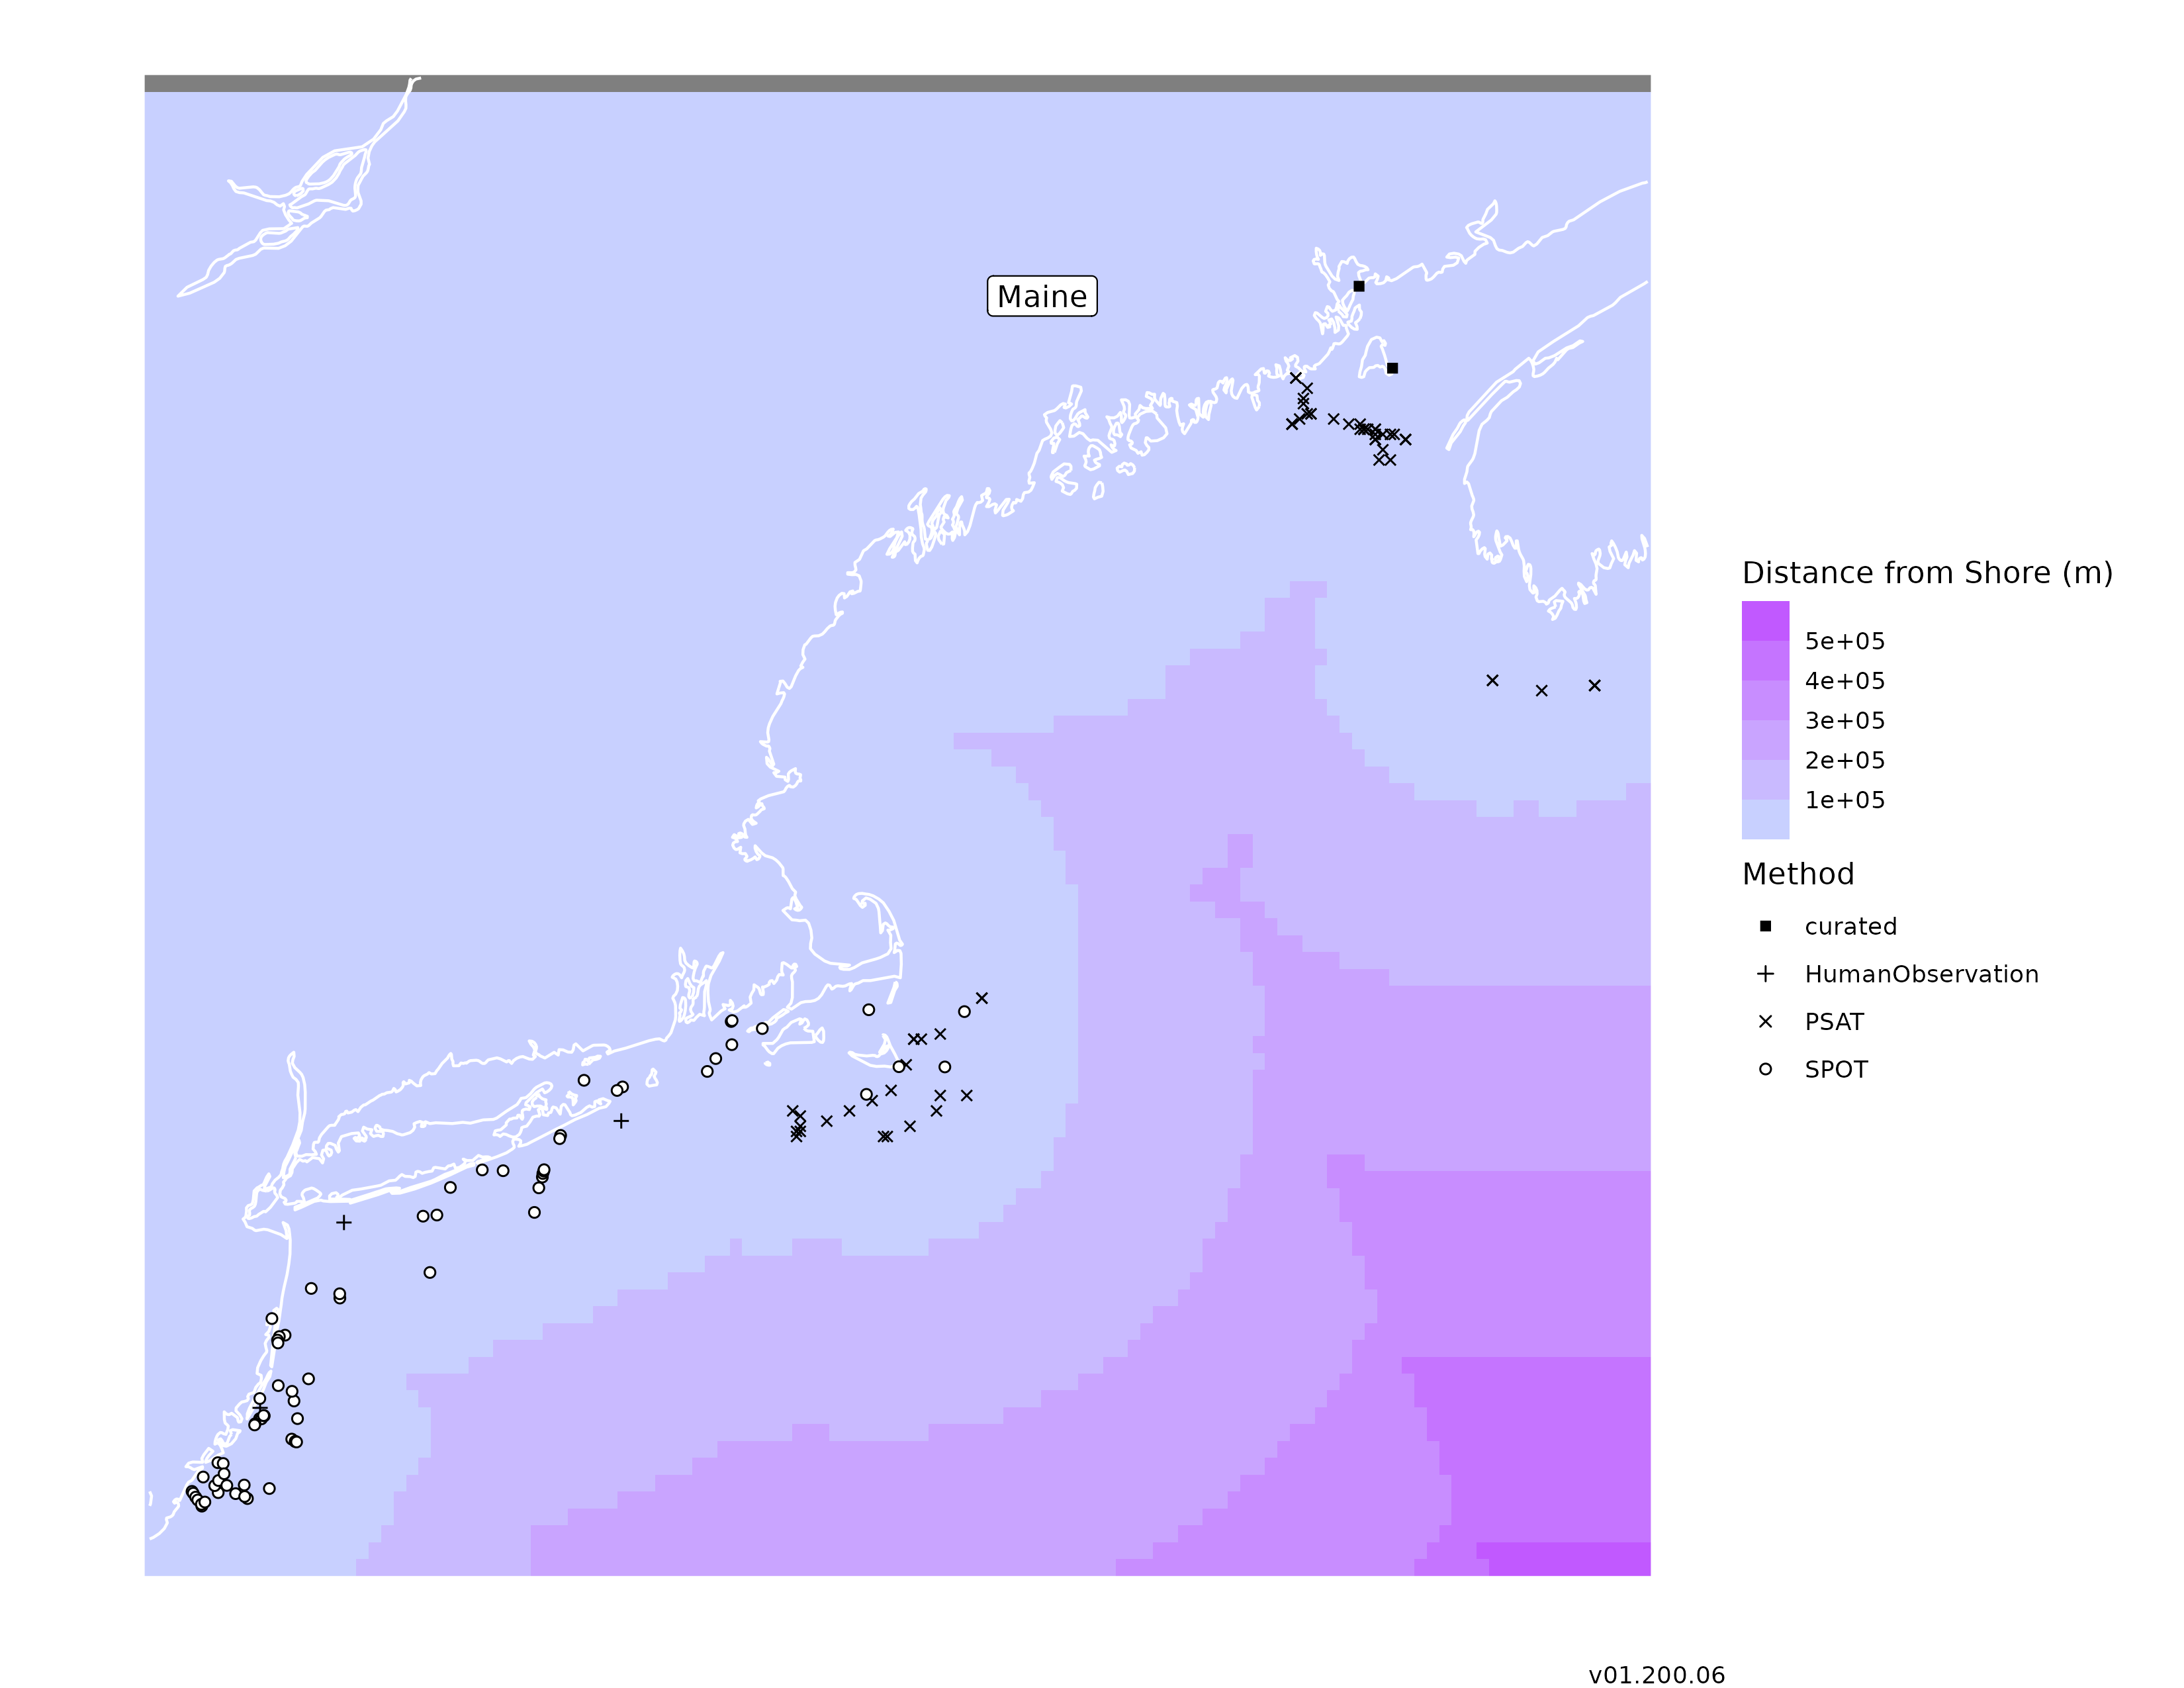 Maine
Distance from Shore (m)
5e+05
4e+05
3e+05
2e+05
1e+05
Method
curated
HumanObservation
PSAT
SPOT
v01.200.06